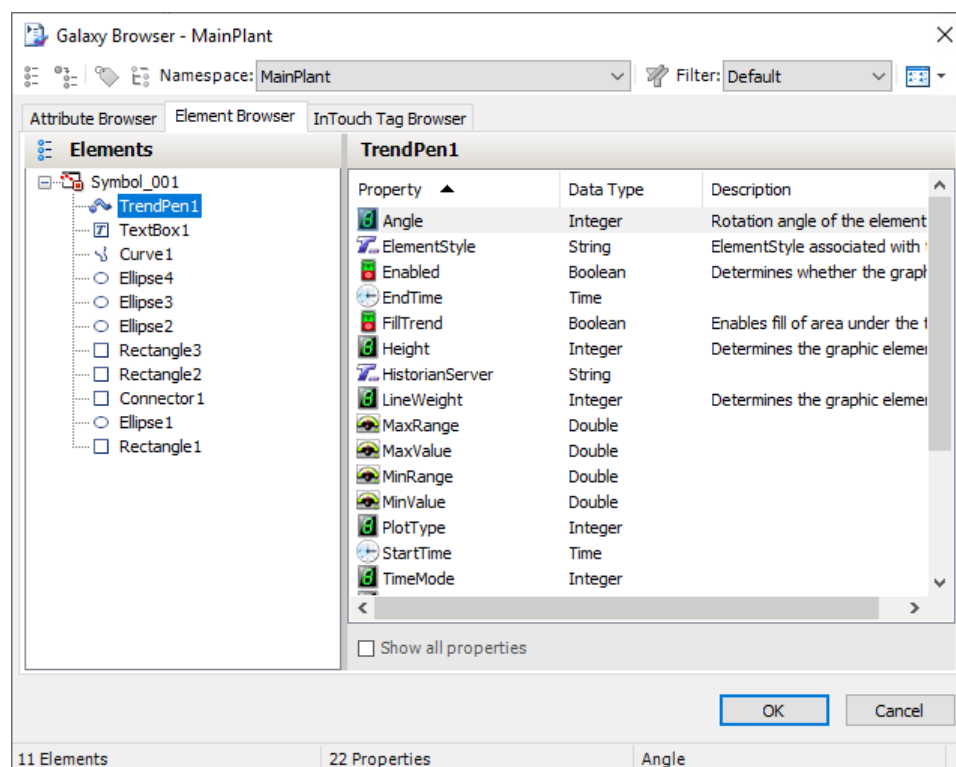 Galaxy Browser - MainPlant
Namespace: MainPlant Filter: Default
Attribute Browser Element Browser InTouch Tag Browser
Elements
Symbol_001
TrendPen1
TextBox1
Curve1
Ellipse4
Ellipse3
Ellipse2
Rectangle3
Rectangle2
Connector1
Ellipse1
Rectangle1
TrendPen1
Property Data Type Description
Angle Integer Rotation angle of the element
ElementStyle String ElementStyle associated with
Enabled Boolean Determines whether the
EndTime Time
FillTrend Boolean Enables fill of area under the
Height Integer Determines the graphic
HistorianServer String
LineWeight Integer Determines the graphic
MaxRange Double
MaxValue Double
MinRange Double
MinValue Double
PlotType Integer
StartTime Time
TimeMode Integer
Show all properties
OK Cancel
11 Elements 22 Properties Angle